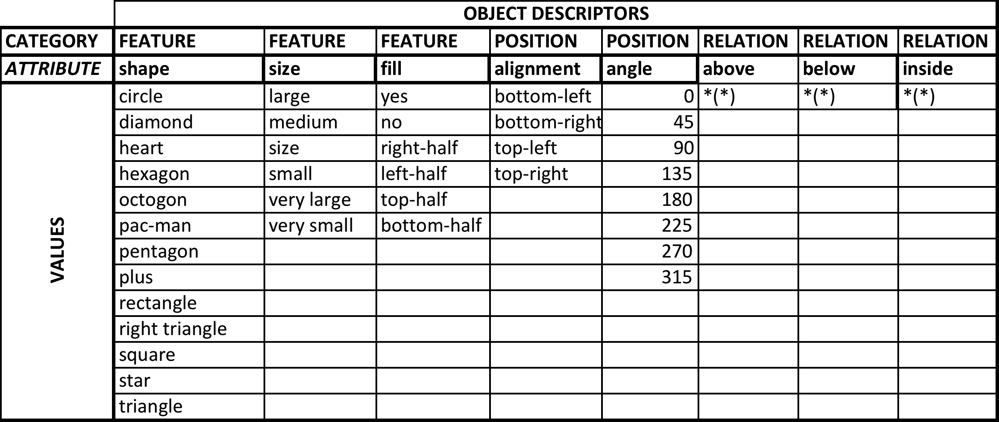 OBJECT DESCRIPTORS
CATEGORY FEATURE FEATURE FEATURE POSITION POSITION RELATION RELATION RELATION
ATTRIBUTE shape size fill alignment angle above below inside
VALUES
circle large yes bottom-left 0 *(*) *(*) *(*)
diamond medium no bottom-right 45
heart size right-half top-left 90
hexagon small left-half top-right 135
octogon very large top-half 180
pac-man very small bottom-half 225
pentagon 270
plus 315
rectangle
right triangle
square
star
triangle